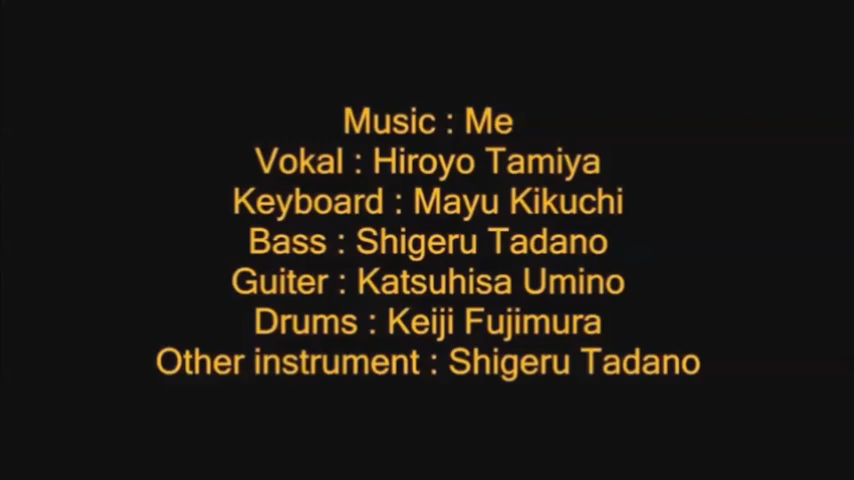 Music : Me
Vokal : Hiroyo Tamiya
Keyboard : Mayu Kikuchi
Bass : Shigeru Tadano
Guiter : Katsuhisa Umino
Drums : Keiji Fujimura
Other instrument : Shigeru Tadano